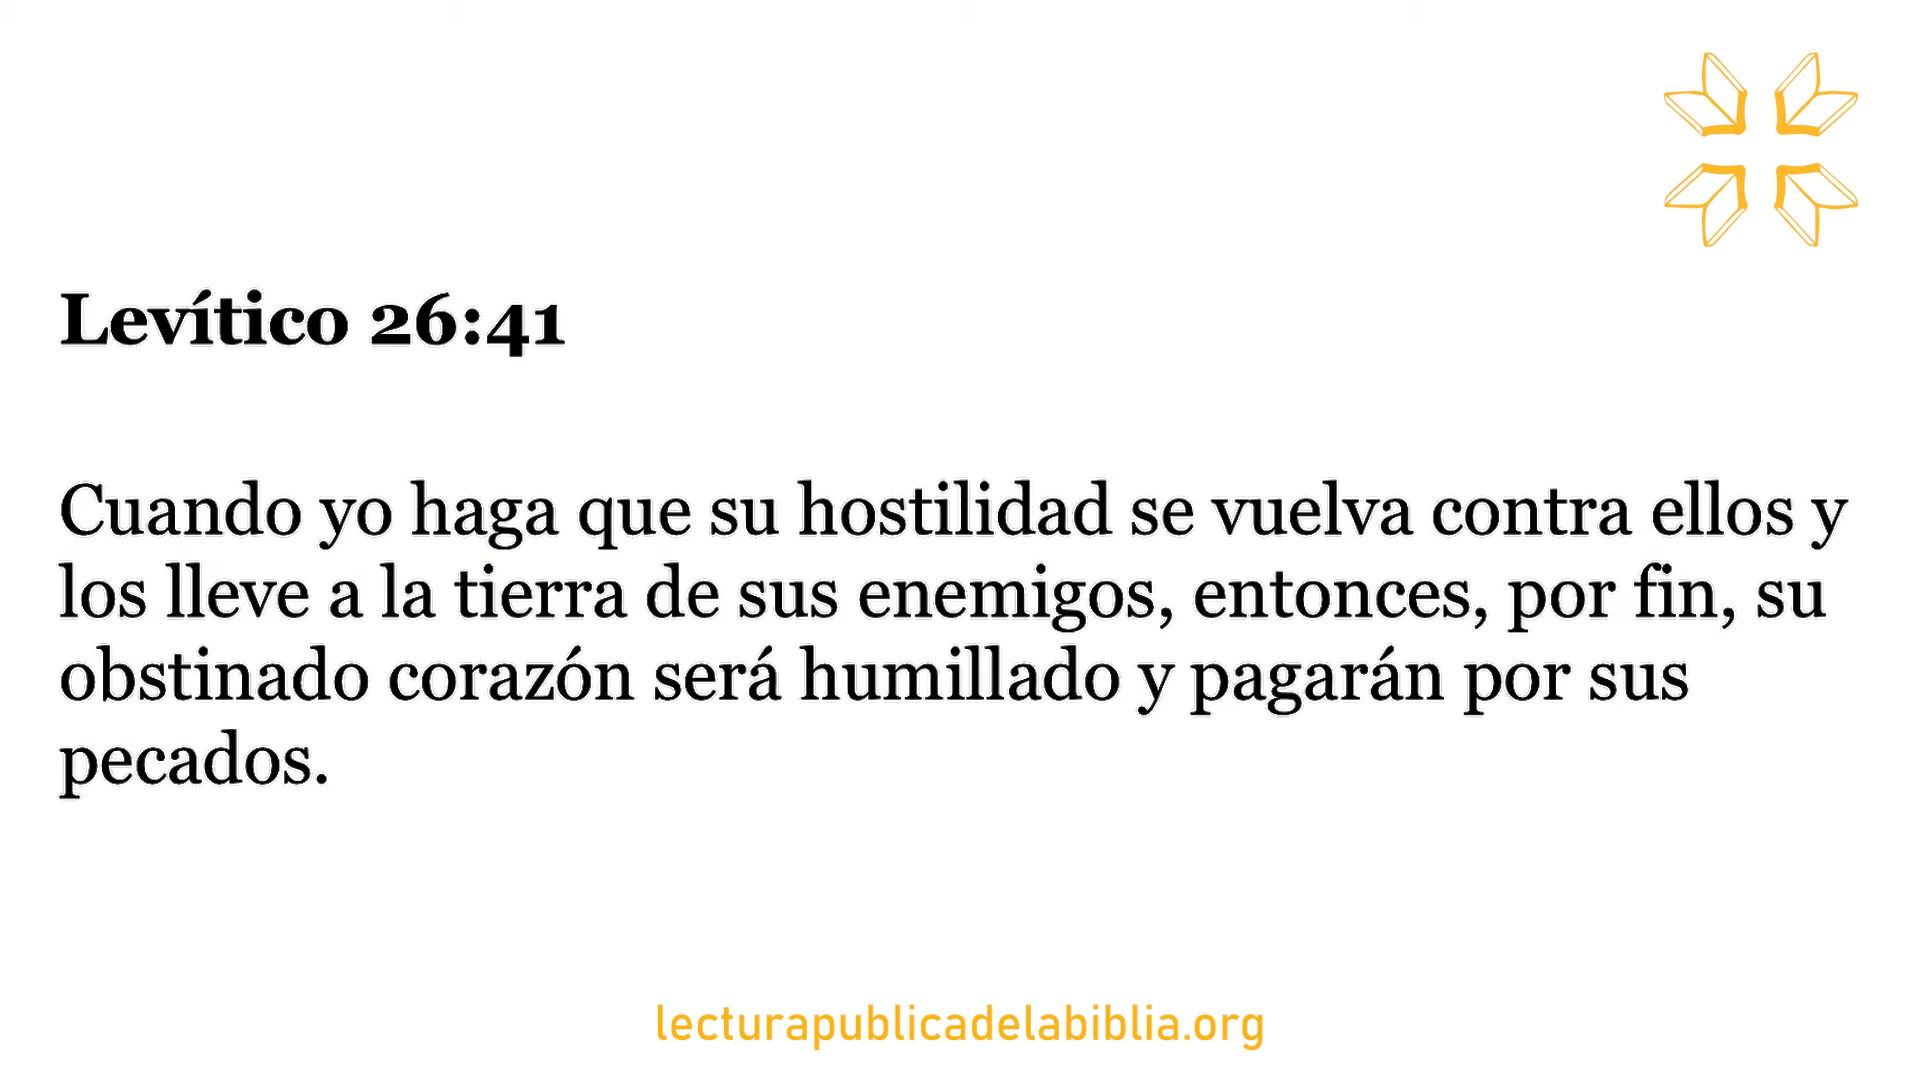 Levítico 26:41
Cuando yo haga que su hostilidad se vuelva contra ellos y
los lleve a la tierra de sus enemigos, entonces, por fin, su
obstinado corazón será humillado y pagarán por sus
pecados.
lecturapublicadelabiblia.org